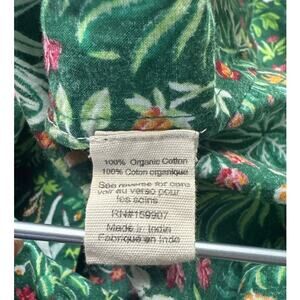 100% Organic Cotton
100% Coton organique
See reverse for care
voir au verso pour
les soins
RN#159907
Made in India
Fabriqué en Inde